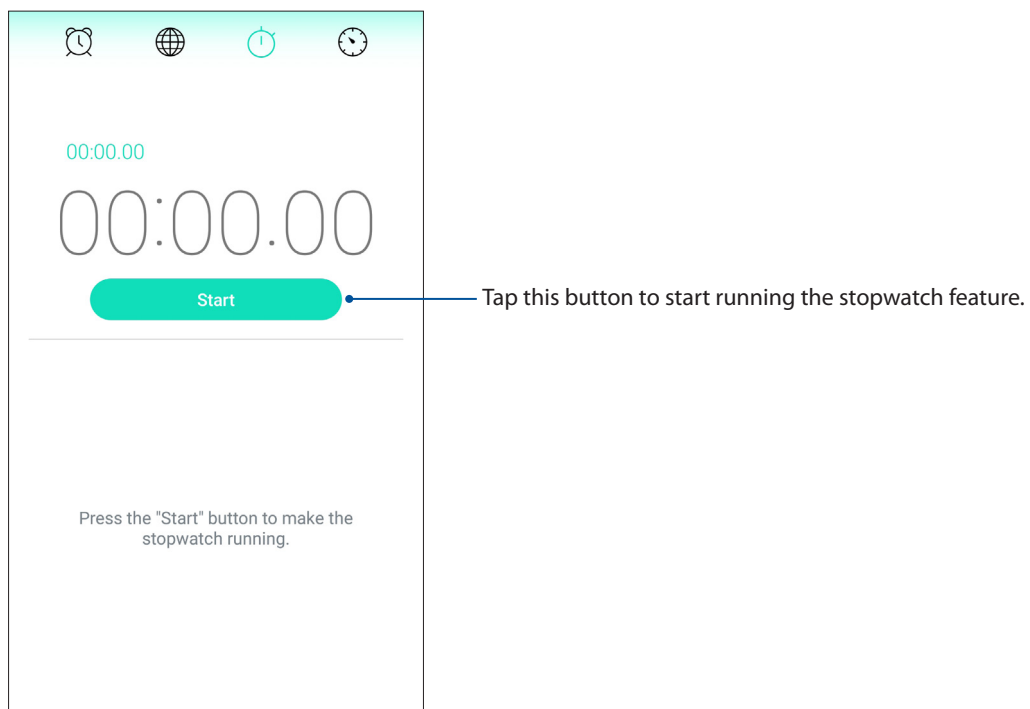 00:00.00
00:00.00
Start
Tap this button to start running the stopwatch feature.
Press the "Start" button to make the
stopwatch running.